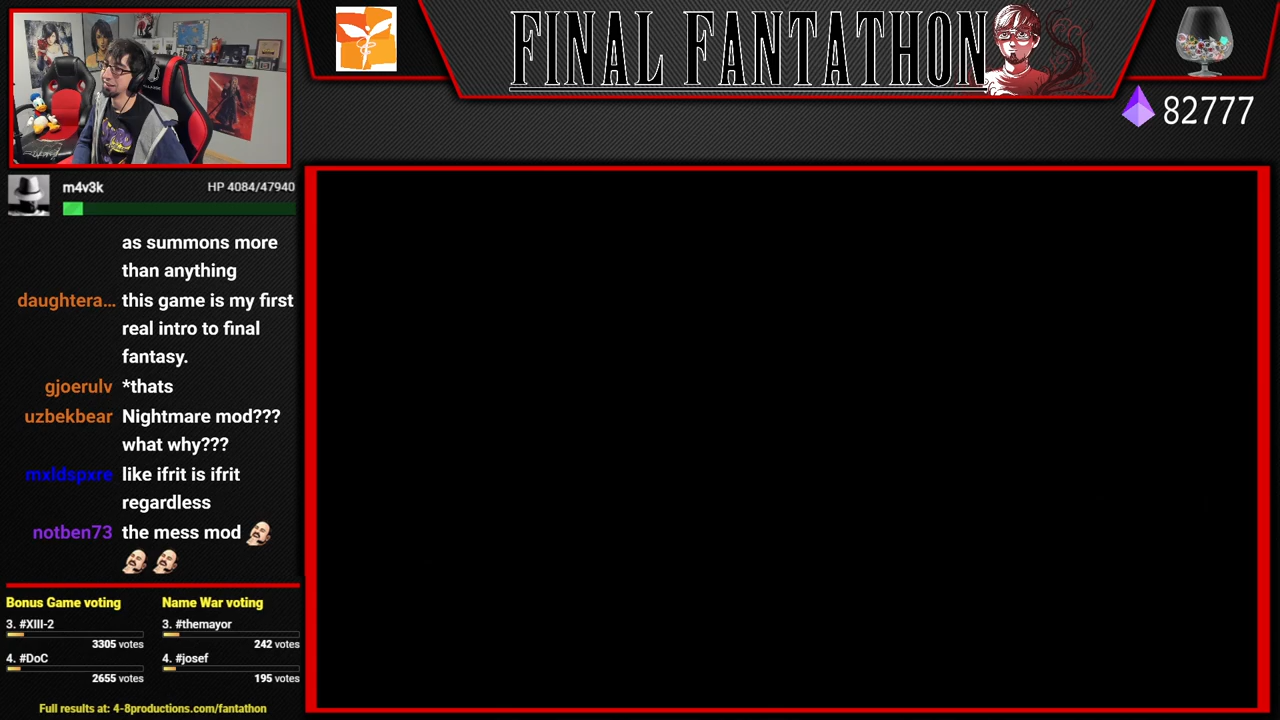 FINAL FANTATHON
82777
m4v3k HP 4084/47940
as summons more
than anything
daughtera... this game is my first
real intro to final
fantasy.
gjoerulv *thats
uzbekbear Nightmare mod???
what why???
mxldspxre like ifrit is ifrit
regardless
notben73 the mess mod
Bonus Game voting
3. #XIII-2
3305 votes
4. #DoC
2655 votes
Name War voting
3. #themayor
242 votes
4. #josef
195 votes
Full results at: 4-8productions.com/fantathon